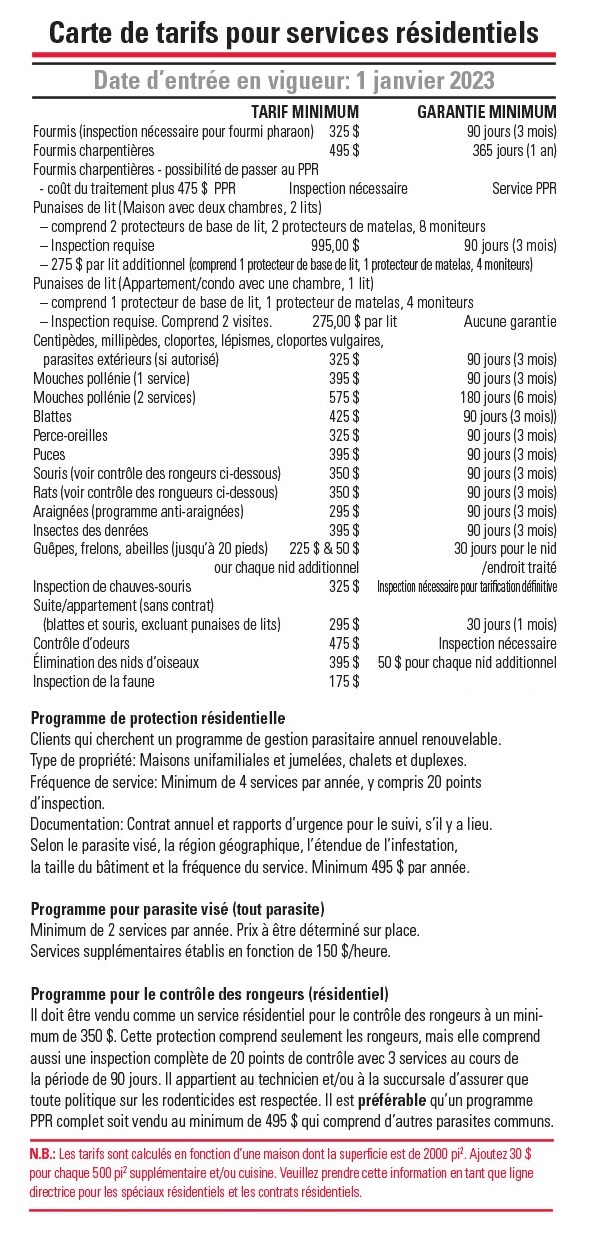 Carte de tarifs pour services résidentiels
Date d'entrée en vigueur: 1 janvier 2023
TARIF MINIMUM GARANTIE MINIMUM
Fourmis (inspection nécessaire pour fourmi pharaon) 325 $ 90 jours (3 mois)
Fourmis charpentières 495 $ 365 jours (1 an)
Fourmis charpentières - possibilité de passer au PPR
- coût du traitement plus 475 $ PPR Inspection nécessaire Service PPR
Punaises de lit (Maison avec deux chambres, 2 lits)
– comprend 2 protecteurs de base de lit, 2 protecteurs de matelas, 8 moniteurs
– Inspection requise 995,00 $ 90 jours (3 mois)
– 275 $ par lit additionnel (comprend 1 protecteur de base de lit, 1 protecteur de matelas, 4 moniteurs)
Punaises de lit (Appartement/condo avec une chambre, 1 lit)
– comprend 1 protecteur de base de lit, 1 protecteur de matelas, 4 moniteurs
– Inspection requise. Comprend 2 visites. 275,00 $ par lit Aucune garantie
Centipèdes, millipèdes, cloportes, lépismes, cloportes vulgaires,
parasites extérieurs (si autorisé) 325 $ 90 jours (3 mois)
Mouches pollénie (1 service) 395 $ 90 jours (3 mois)
Mouches pollénie (2 services) 575 $ 180 jours (6 mois)
Blattes 425 $ 90 jours (3 mois))
Perce-oreilles 325 $ 90 jours (3 mois)
Puces 395 $ 90 jours (3 mois)
Souris (voir contrôle des rongeurs ci-dessous) 350 $ 90 jours (3 mois)
Rats (voir contrôle des rongueurs ci-dessous) 350 $ 90 jours (3 mois)
Araignées (programme anti-araignées) 295 $ 90 jours (3 mois)
Insectes des denrées 395 $ 90 jours (3 mois)
Guêpes, frelons, abeilles (jusqu'à 20 pieds) 225 $ & 50 $ 30 jours pour le nid
our chaque nid additionnel /endroit traité
Inspection de chauves-souris 325 $ Inspection nécessaire pour tarification définitive
Suite/appartement (sans contrat)
(blattes et souris, excluant punaises de lits) 295 $ 30 jours (1 mois)
Contrôle d'odeurs 475 $ Inspection nécessaire
Élimination des nids d'oiseaux 395 $ 50 $ pour chaque nid additionnel
Inspection de la faune 175 $
Programme de protection résidentielle
Clients qui cherchent un programme de gestion parasitaire annuel renouvelable.
Type de propriété: Maisons unifamiliales et jumelées, chalets et duplexes.
Fréquence de service: Minimum de 4 services par année, y compris 20 points
d'inspection.
Documentation: Contrat annuel et rapports d'urgence pour le suivi, s'il y a lieu.
Selon le parasite visé, la région géographique, l'étendue de l'infestation,
la taille du bâtiment et la fréquence du service. Minimum 495 $ par année.
Programme pour parasite visé (tout parasite)
Minimum de 2 services par année. Prix à être déterminé sur place.
Services supplémentaires établis en fonction de 150 $/heure.
Programme pour le contrôle des rongeurs (résidentiel)
Il doit être vendu comme un service résidentiel pour le contrôle des rongeurs à un mini-
mum de 350 $. Cette protection comprend seulement les rongeurs, mais elle comprend
aussi une inspection complète de 20 points de contrôle avec 3 services au cours de
la période de 90 jours. Il appartient au technicien et/ou à la succursale d'assurer que
toute politique sur les rodenticides est respectée. Il est préférable qu'un programme
PPR complet soit vendu au minimum de 495 $ qui comprend d'autres parasites communs.
N.B.: Les tarifs sont calculés en fonction d'une maison dont la superficie est de 2000 pi². Ajoutez 30 $
pour chaque 500 pi² supplémentaire et/ou cuisine. Veuillez prendre cette information en tant que ligne
directrice pour les spéciaux résidentiels et les contrats résidentiels.